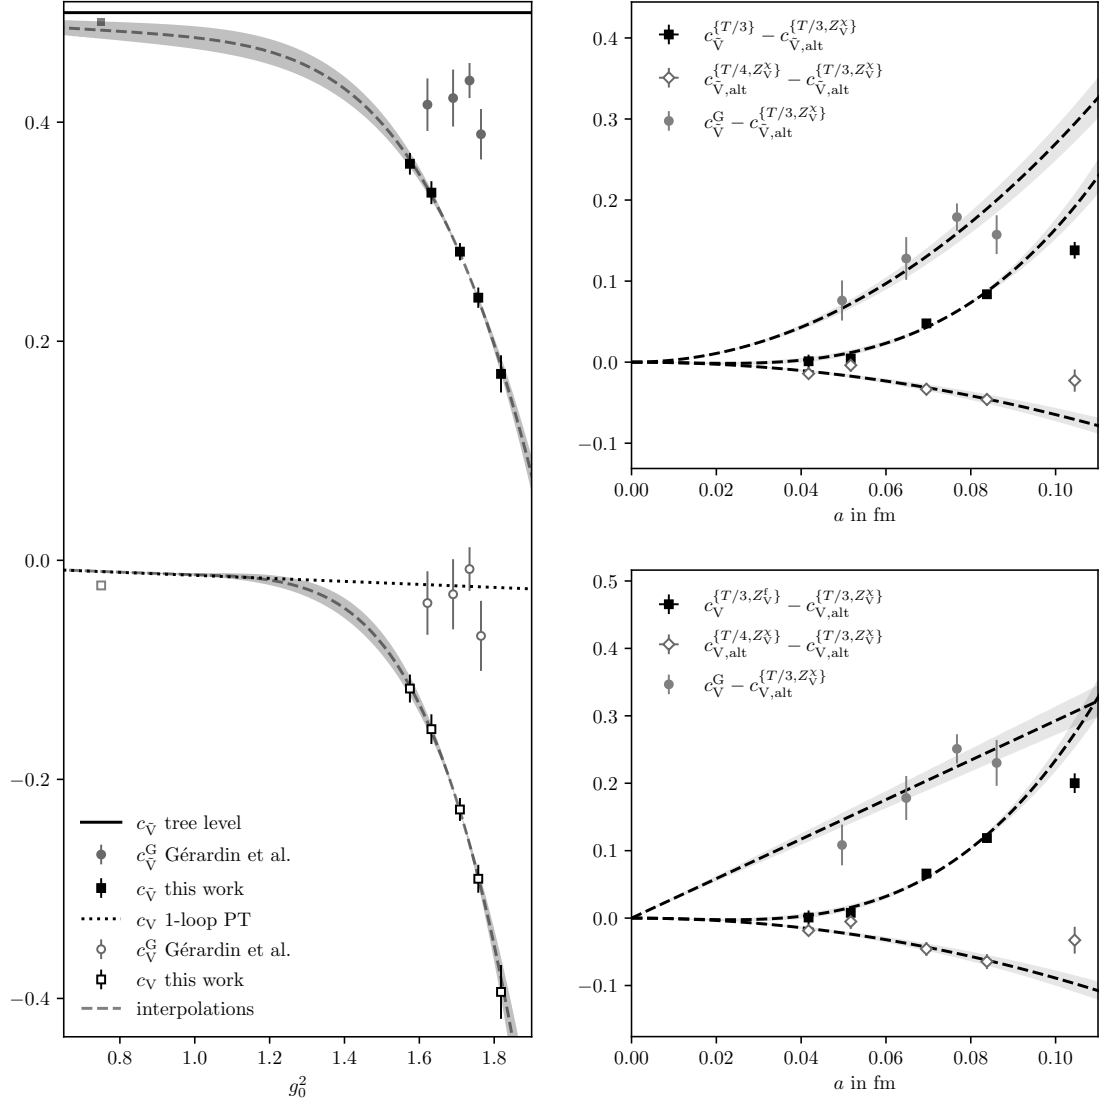 0.4
0.2
0.0
−0.2
−0.4
0.8 1.0 1.2 1.4 1.6 1.8
g_0^2
c_{\tilde{V}} tree level
c_{\tilde{V}}^{G} Gérardin et al.
c_{\tilde{V}} this work
c_V 1-loop PT
c_V^G Gérardin et al.
c_V this work
interpolations
c_{\tilde{V}}^{\{T/3\}} − c_{\tilde{V},alt}^{\{T/3,Z_V^χ\}}
c_{\tilde{V},alt}^{\{T/4,Z_V^χ\}} − c_{\tilde{V},alt}^{\{T/3,Z_V^χ\}}
c_{\tilde{V}}^{G} − c_{\tilde{V},alt}^{\{T/3,Z_V^χ\}}
0.4
0.3
0.2
0.1
0.0
−0.1
0.00 0.02 0.04 0.06 0.08 0.10
a in fm
c_V^{\{T/3,Z_V^f\}} − c_{V,alt}^{\{T/3,Z_V^χ\}}
c_{V,alt}^{\{T/4,Z_V^χ\}} − c_{V,alt}^{\{T/3,Z_V^χ\}}
c_V^G − c_{V,alt}^{\{T/3,Z_V^χ\}}
0.5
0.4
0.3
0.2
0.1
0.0
−0.1
0.00 0.02 0.04 0.06 0.08 0.10
a in fm